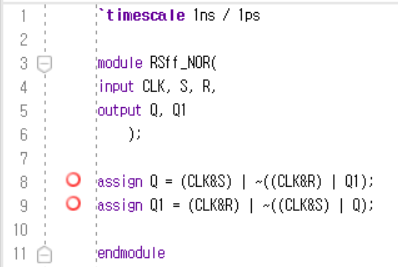 1 `timescale 1ns / 1ps
2
3 module RSff_NOR(
4 input CLK, S, R,
5 output Q, Q1
6 );
7
8 assign Q = (CLK&S) | ~((CLK&R) | Q1);
9 assign Q1 = (CLK&R) | ~((CLK&S) | Q);
10
11 endmodule